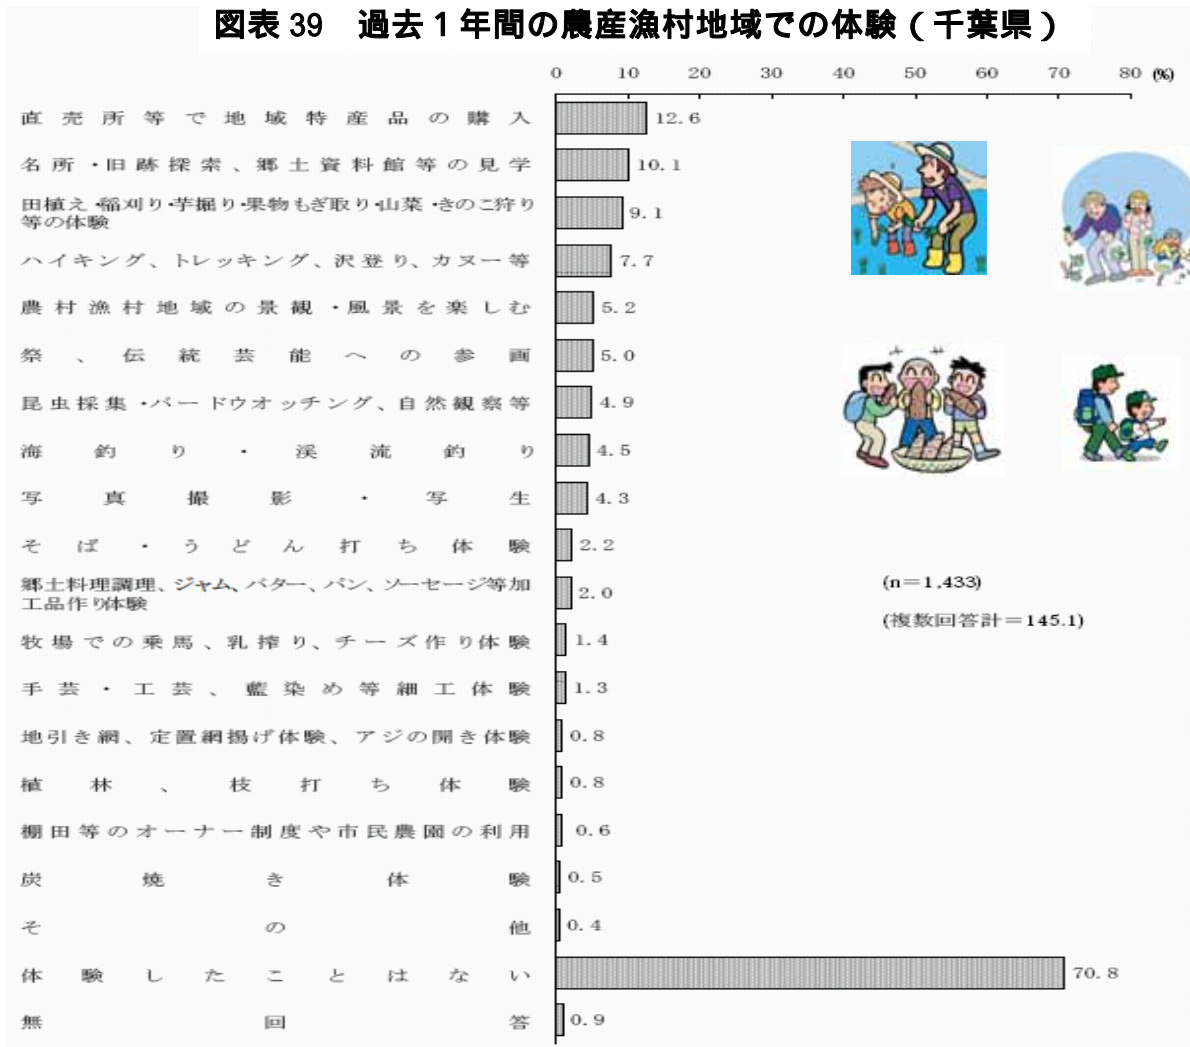 図表 39　過去 1 年間の農産漁村地域での体験 ( 千葉県 )
0 10 20 30 40 50 60 70 80 (%)
直売所等で地域特産品の購入 12.6
名所・旧跡探索、郷土資料館等の見学 10.1
田植え・稲刈り・芋掘り・果物もぎ取り・山菜・きのこ狩り
等の体験 9.1
ハイキング、トレッキング、沢登り、カヌー等 7.7
農村漁村地域の景観・風景を楽しむ 5.2
祭、伝統芸能への参画 5.0
昆虫採集・バードウオッチング、自然観察等 4.9
海釣り・渓流釣り 4.5
写真撮影・写生 4.3
そば・うどん打ち体験 2.2
郷土料理調理、ジャム、バター、パン、ソーセージ等加
工品作り体験 2.0
(n＝1,433)
(複数回答計＝145.1)
牧場での乗馬、乳搾り、チーズ作り体験 1.4
手芸・工芸、藍染め等細工体験 1.3
地引き網、定置網揚げ体験、アジの開き体験 0.8
植林、枝打ち体験 0.8
棚田等のオーナー制度や市民農園の利用 0.6
炭焼き体験 0.5
その他 0.4
体験したことはない 70.8
無回答 0.9